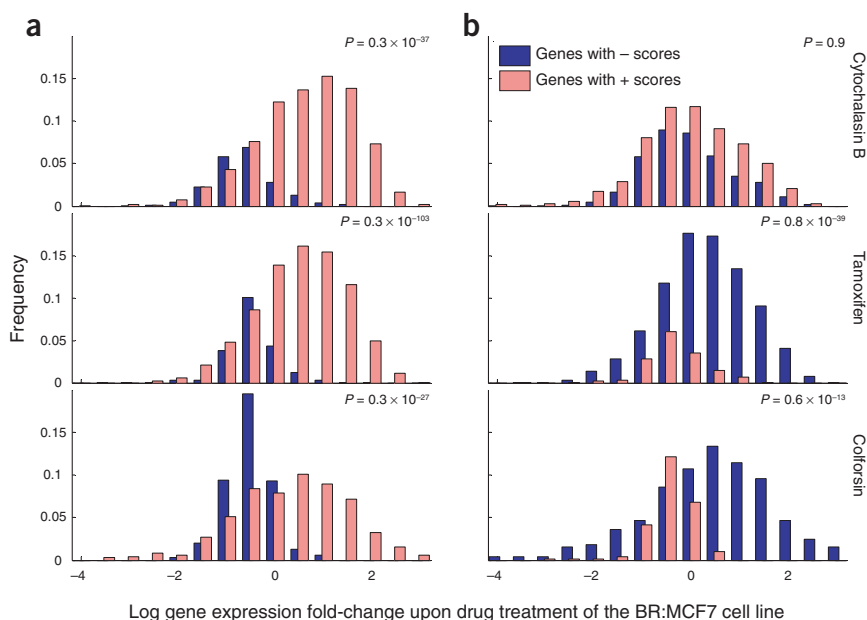 a
b
P = 0.3 × 10⁻³⁷
P = 0.9
Genes with – scores
Genes with + scores
Cytochalasin B
0.15
0.1
0.05
0
P = 0.3 × 10⁻¹⁰³
P = 0.8 × 10⁻³⁹
Tamoxifen
Frequency
0.15
0.1
0.05
0
P = 0.3 × 10⁻²⁷
P = 0.6 × 10⁻¹³
Colforsin
0.15
0.1
0.05
0
–4 –2 0 2 –4 –2 0 2
Log gene expression fold-change upon drug treatment of the BR:MCF7 cell line